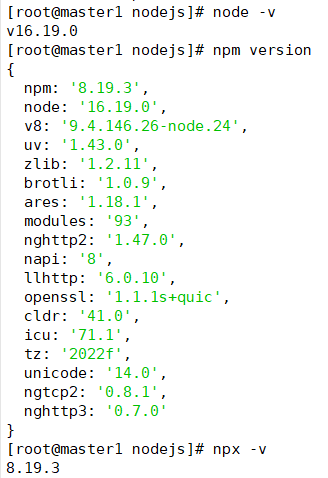 [root@master1 nodejs]# node -v
v16.19.0
[root@master1 nodejs]# npm version
{
  npm: '8.19.3',
  node: '16.19.0',
  v8: '9.4.146.26-node.24',
  uv: '1.43.0',
  zlib: '1.2.11',
  brotli: '1.0.9',
  ares: '1.18.1',
  modules: '93',
  nghttp2: '1.47.0',
  napi: '8',
  llhttp: '6.0.10',
  openssl: '1.1.1s+quic',
  cldr: '41.0',
  icu: '71.1',
  tz: '2022f',
  unicode: '14.0',
  ngtcp2: '0.8.1',
  nghttp3: '0.7.0'
}
[root@master1 nodejs]# npx -v
8.19.3